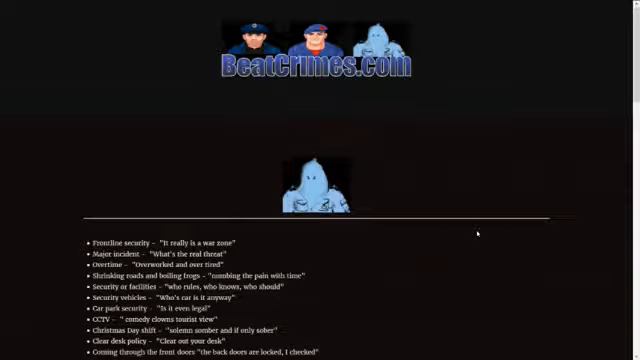 BeatCrimes.com
Frontline security - "It really is a war zone"
Major incident - "What's the real threat"
Overtime - "Overworked and over tired"
Shrinking roads and boiling frogs - "numbing the pain with time"
Security or facilities - "who rules, who knows, who should"
Security vehicles - "Who's car is it anyway"
Car park security - "Is it even legal"
CCTV - " comedy clowns tourist view"
Christmas Day shift - "solemn somber and if only sober"
Clear desk policy - "Clear out your desk"
Coming through the front doors "the back doors are locked, I checked"